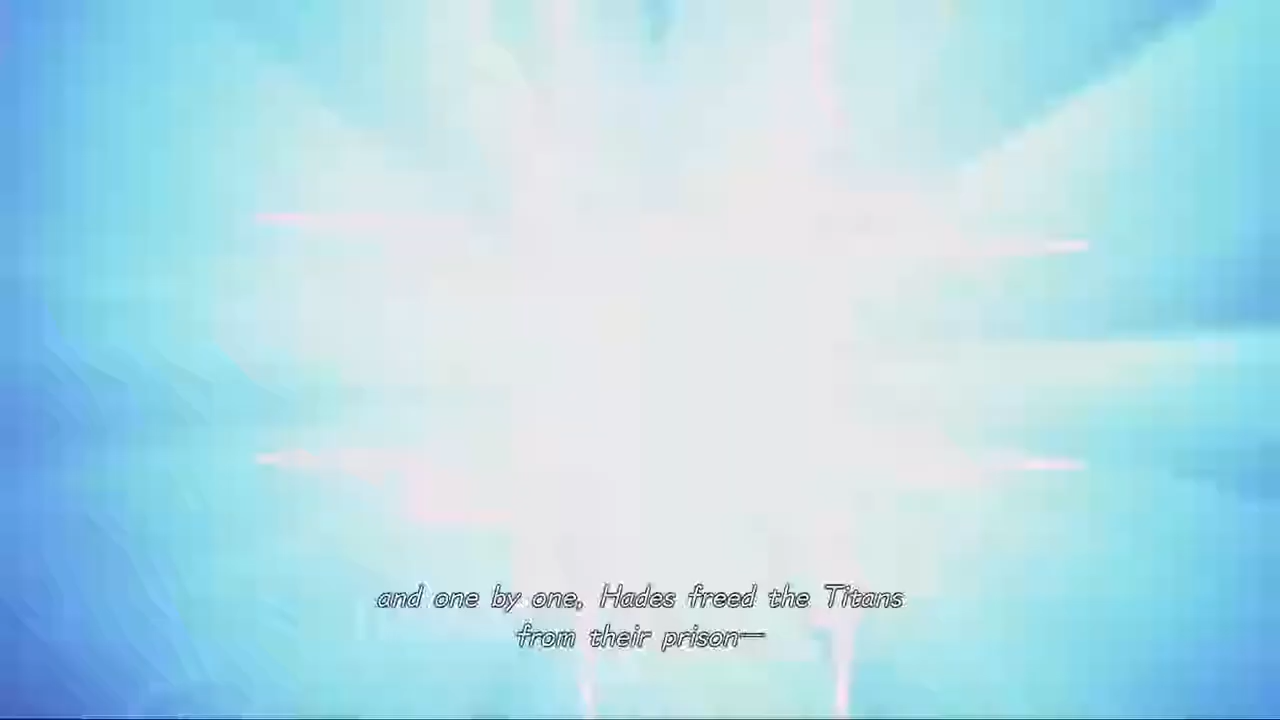 and one by one, Hades freed the Titans
from their prison—